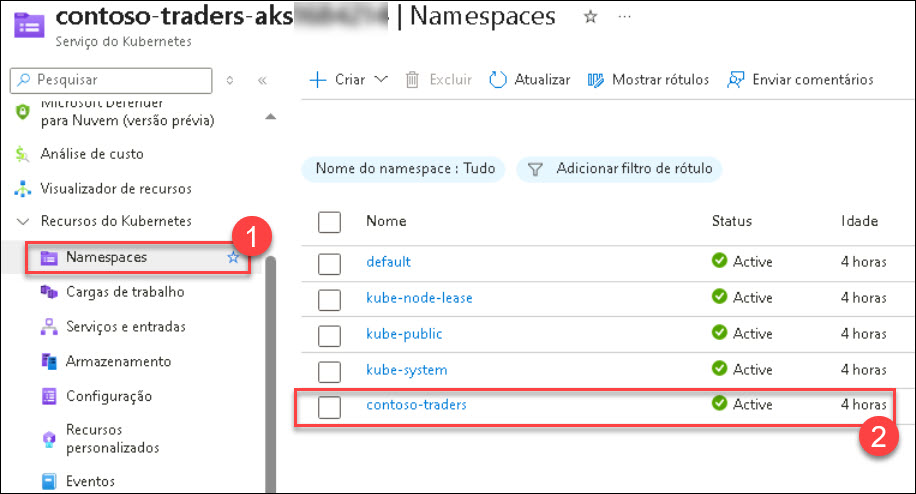 contoso-traders-aks | Namespaces
Serviço do Kubernetes
Pesquisar
Criar Excluir Atualizar Mostrar rótulos Enviar comentários
Microsoft Defender
para Nuvem (versão prévia)
Análise de custo
Visualizador de recursos
Recursos do Kubernetes
1
Namespaces
Cargas de trabalho
Serviços e entradas
Armazenamento
Configuração
Recursos
personalizados
Eventos
Nome do namespace : Tudo Adicionar filtro de rótulo
Nome Status Idade
default Active 4 horas
kube-node-lease Active 4 horas
kube-public Active 4 horas
kube-system Active 4 horas
contoso-traders Active 4 horas
2